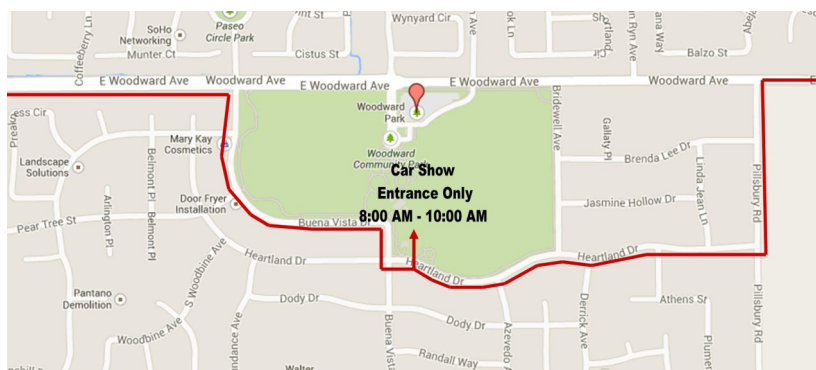 SoHo
Networking
Munter Ct
Coffeeberry Ln
Paseo
Circle Park
Cistus St
Wynyard Cir
Balzo St
E Woodward Ave
Woodward Ave
E Woodward Ave
E Woodward Ave
Woodward Ave
Woodward
Park
Woodward
Community Park
Car Show
Entrance Only
8:00 AM - 10:00 AM
Bridewell Ave
Gallaty Pl
Brenda Lee Dr
Linda Jean Ln
Pillsbury Rd
Jasmine Hollow Dr
Mary Kay
Cosmetics
Landscape
Solutions
Belmont Pl
Belmont Pl
Arlington Pl
Door Fryer
Installation
Pear Tree St
Buena Vista Dr
Heartland Dr
Heartland Dr
Heartland Dr
S Woodbine Ave
Pantano
Demolition
Woodbine Ave
Dody Dr
Dody Dr
Buena Vista
Randall Way
Azevedo A
Derrick Ave
Athens St
Pillsbury Rd
Plumer
Walter